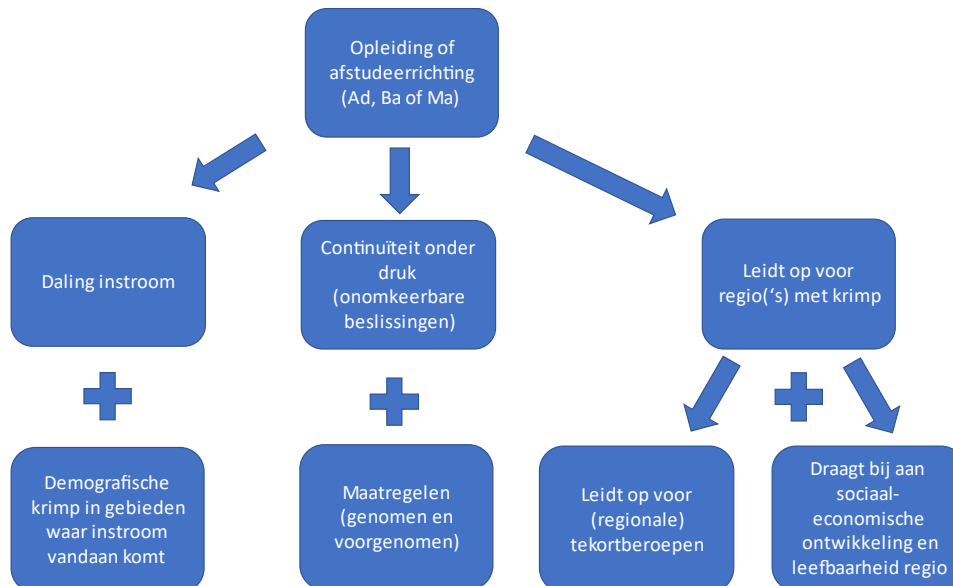 Opleiding of
afstudeerrichting
(Ad, Ba of Ma)
Daling instroom
Continuïteit onder
druk
(onomkeerbare
beslissingen)
Leidt op voor
regio(‘s) met krimp
Demografische
krimp in gebieden
waar instroom
vandaan komt
Maatregelen
(genomen en
voorgenomen)
Leidt op voor
(regionale)
tekortberoepen
Draagt bij aan
sociaal-
economische
ontwikkeling en
leefbaarheid regio